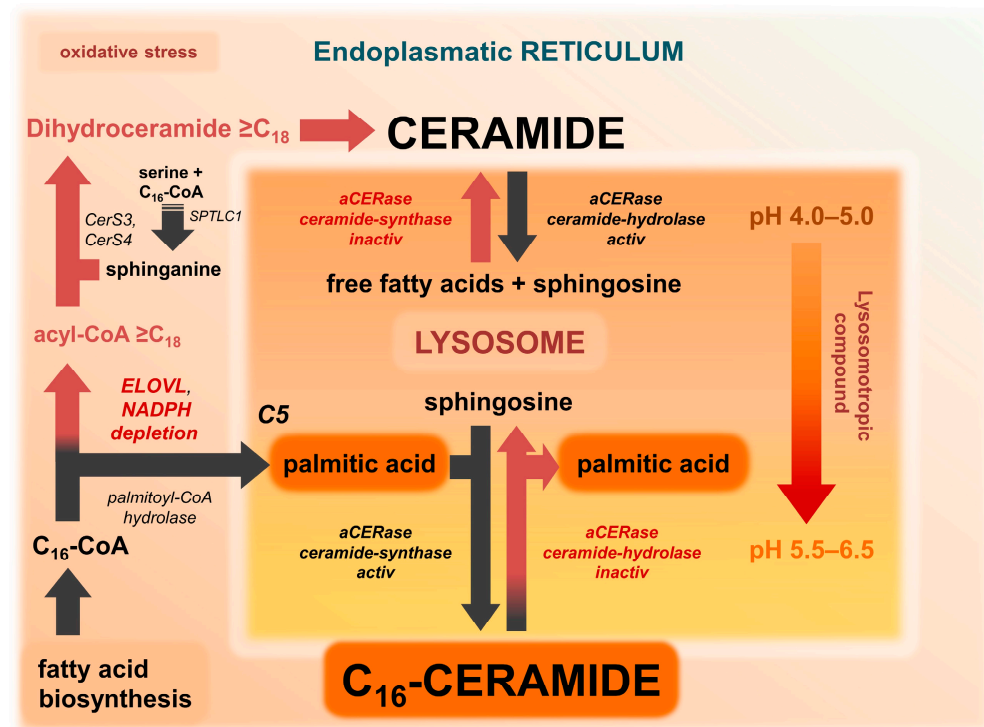 oxidative stress
Endoplasmatic RETICULUM
Dihydroceramide ≥C₁₈
CERAMIDE
serine +
C₁₆-CoA
SPTLC1
CerS3,
CerS4
sphinganine
acyl-CoA ≥C₁₈
ELOVL,
NADPH
depletion
palmitoyl-CoA
hydrolase
C₁₆-CoA
fatty acid
biosynthesis
aCERase
ceramide-synthase
inactiv
aCERase
ceramide-hydrolase
activ
free fatty acids + sphingosine
LYSOSOME
sphingosine
C5
palmitic acid
palmitic acid
aCERase
ceramide-synthase
activ
aCERase
ceramide-hydrolase
inactiv
pH 4.0–5.0
Lysosomotropic
compound
pH 5.5–6.5
C₁₆-CERAMIDE